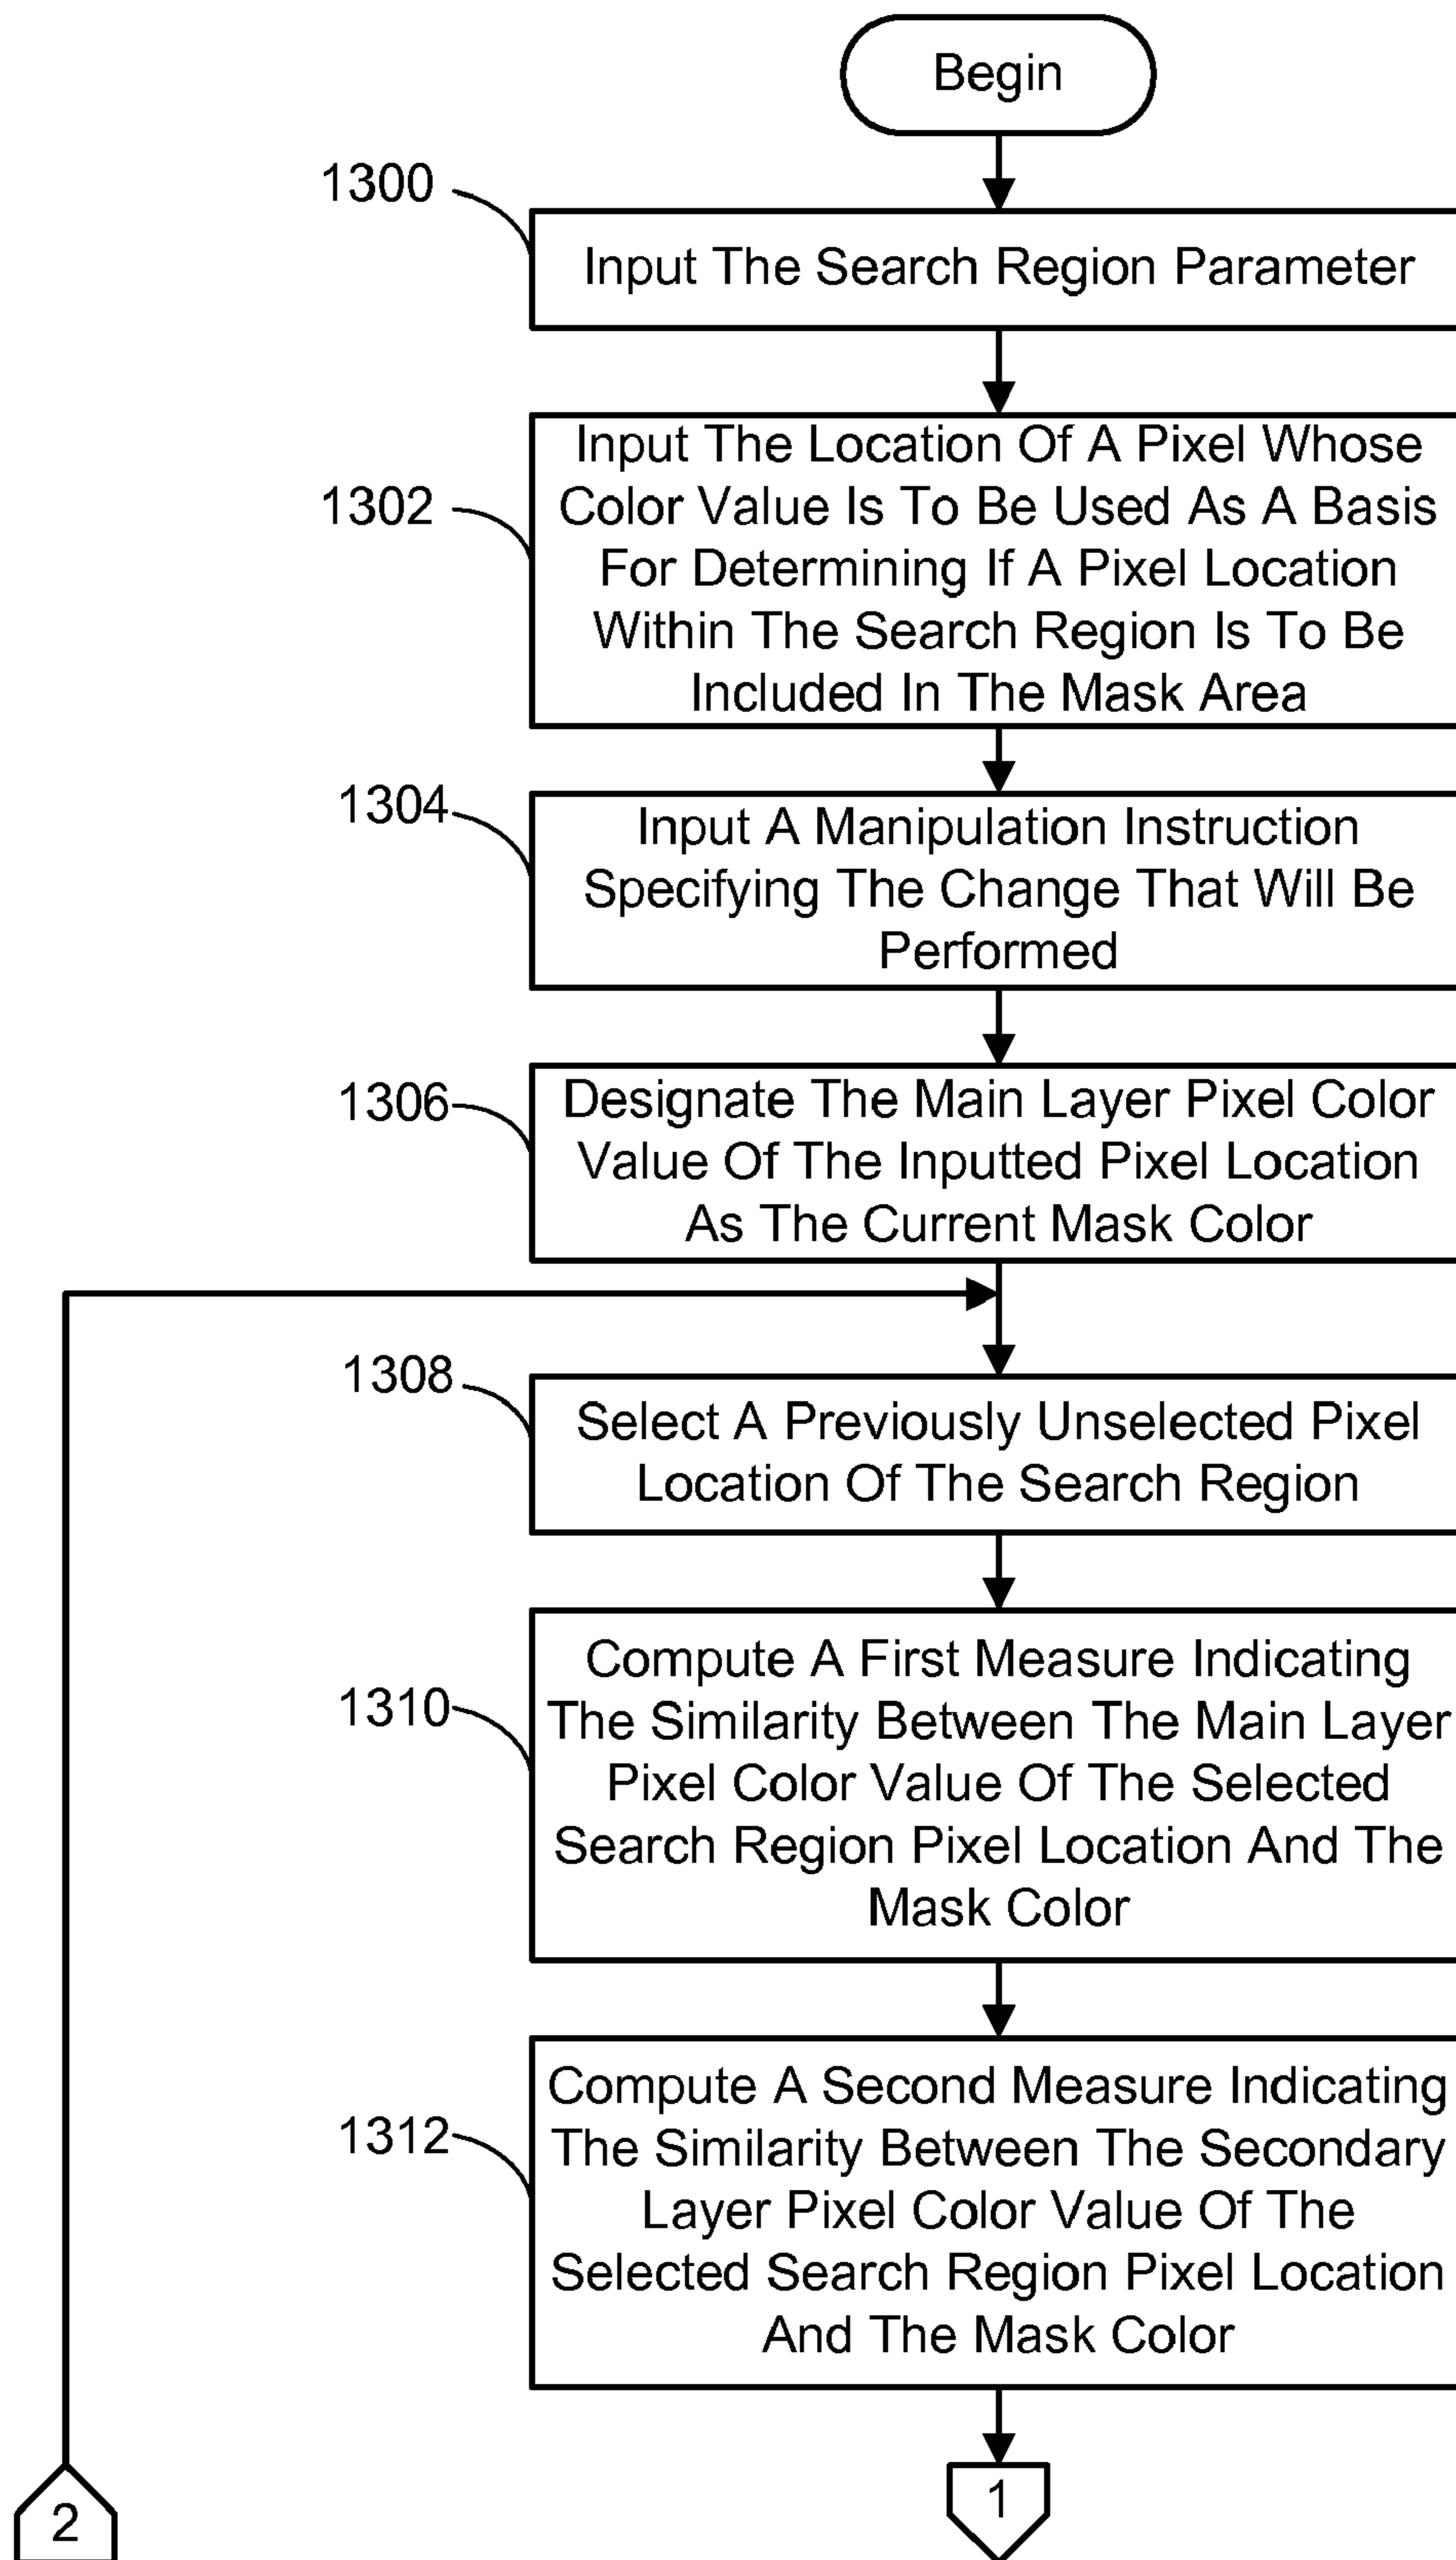 Begin
1300
Input The Search Region Parameter
1302
Input The Location Of A Pixel Whose
Color Value Is To Be Used As A Basis
For Determining If A Pixel Location
Within The Search Region Is To Be
Included In The Mask Area
1304
Input A Manipulation Instruction
Specifying The Change That Will Be
Performed
1306
Designate The Main Layer Pixel Color
Value Of The Inputted Pixel Location
As The Current Mask Color
1308
Select A Previously Unselected Pixel
Location Of The Search Region
1310
Compute A First Measure Indicating
The Similarity Between The Main Layer
Pixel Color Value Of The Selected
Search Region Pixel Location And The
Mask Color
1312
Compute A Second Measure Indicating
The Similarity Between The Secondary
Layer Pixel Color Value Of The
Selected Search Region Pixel Location
And The Mask Color
2
1